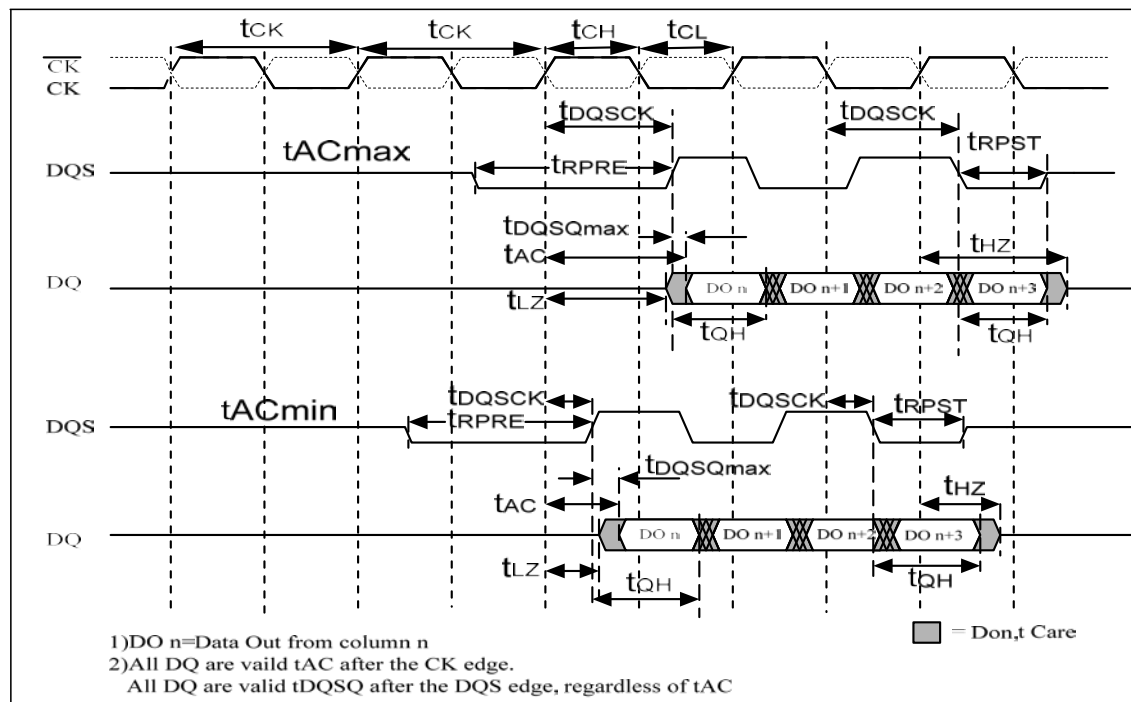 tCK tCK tCH tCL
CK
CK
tDQSCK tDQSCK
tACmax tRPST
DQS tRPRE
tDQSQmax
tAC tHZ
DQ DO n DO n+1 DO n+2 DO n+3
tLZ
tQH tQH
tDQSCK tDQSCK
tACmin tRPST
DQS tRPRE
tDQSQmax
tAC tHZ
DQ DO n DO n+1 DO n+2 DO n+3
tLZ
tQH tQH
1)DO n=Data Out from column n
= Don,t Care
2)All DQ are vaild tAC after the CK edge.
All DQ are valid tDQSQ after the DQS edge, regardless of tAC